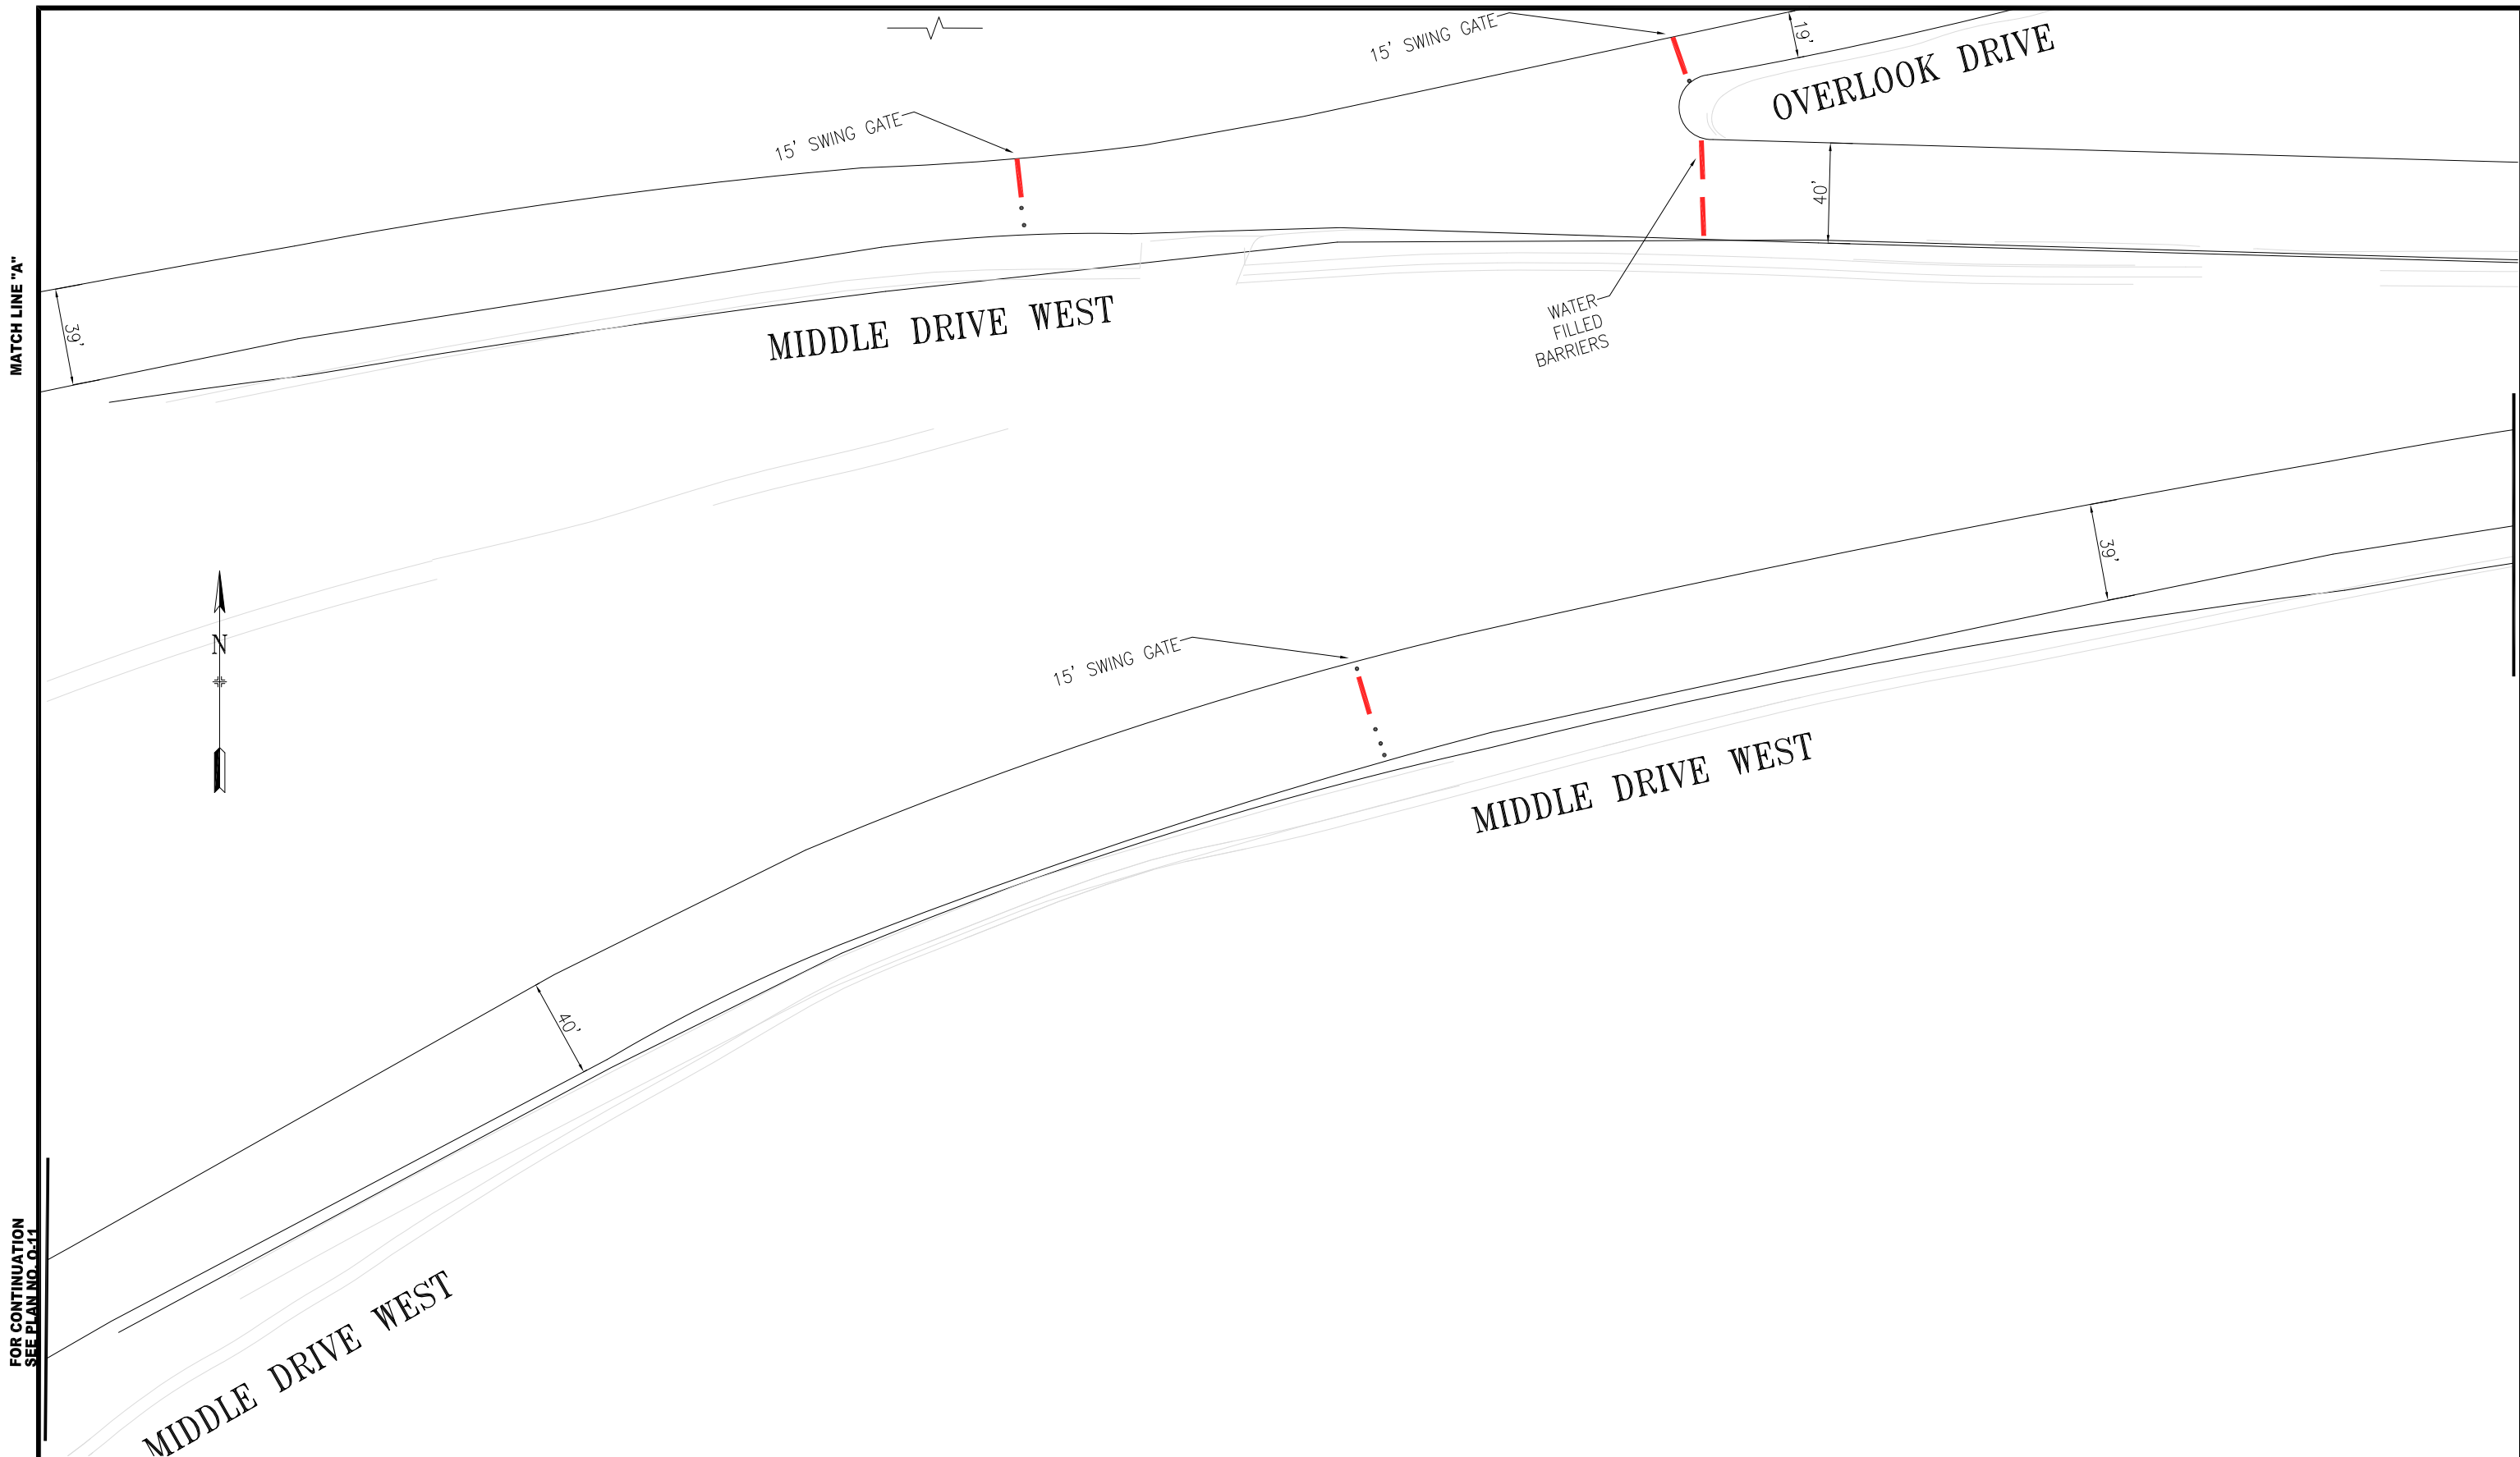 15' SWING GATE
19'
OVERLOOK DRIVE
15' SWING GATE
40'
MATCH LINE "A"
39'
MIDDLE DRIVE WEST
WATER
FILLED
BARRIERS
39'
N
15' SWING GATE
MIDDLE DRIVE WEST
40'
FOR CONTINUATION
SEE PLAN NO. O-11
MIDDLE DRIVE WEST